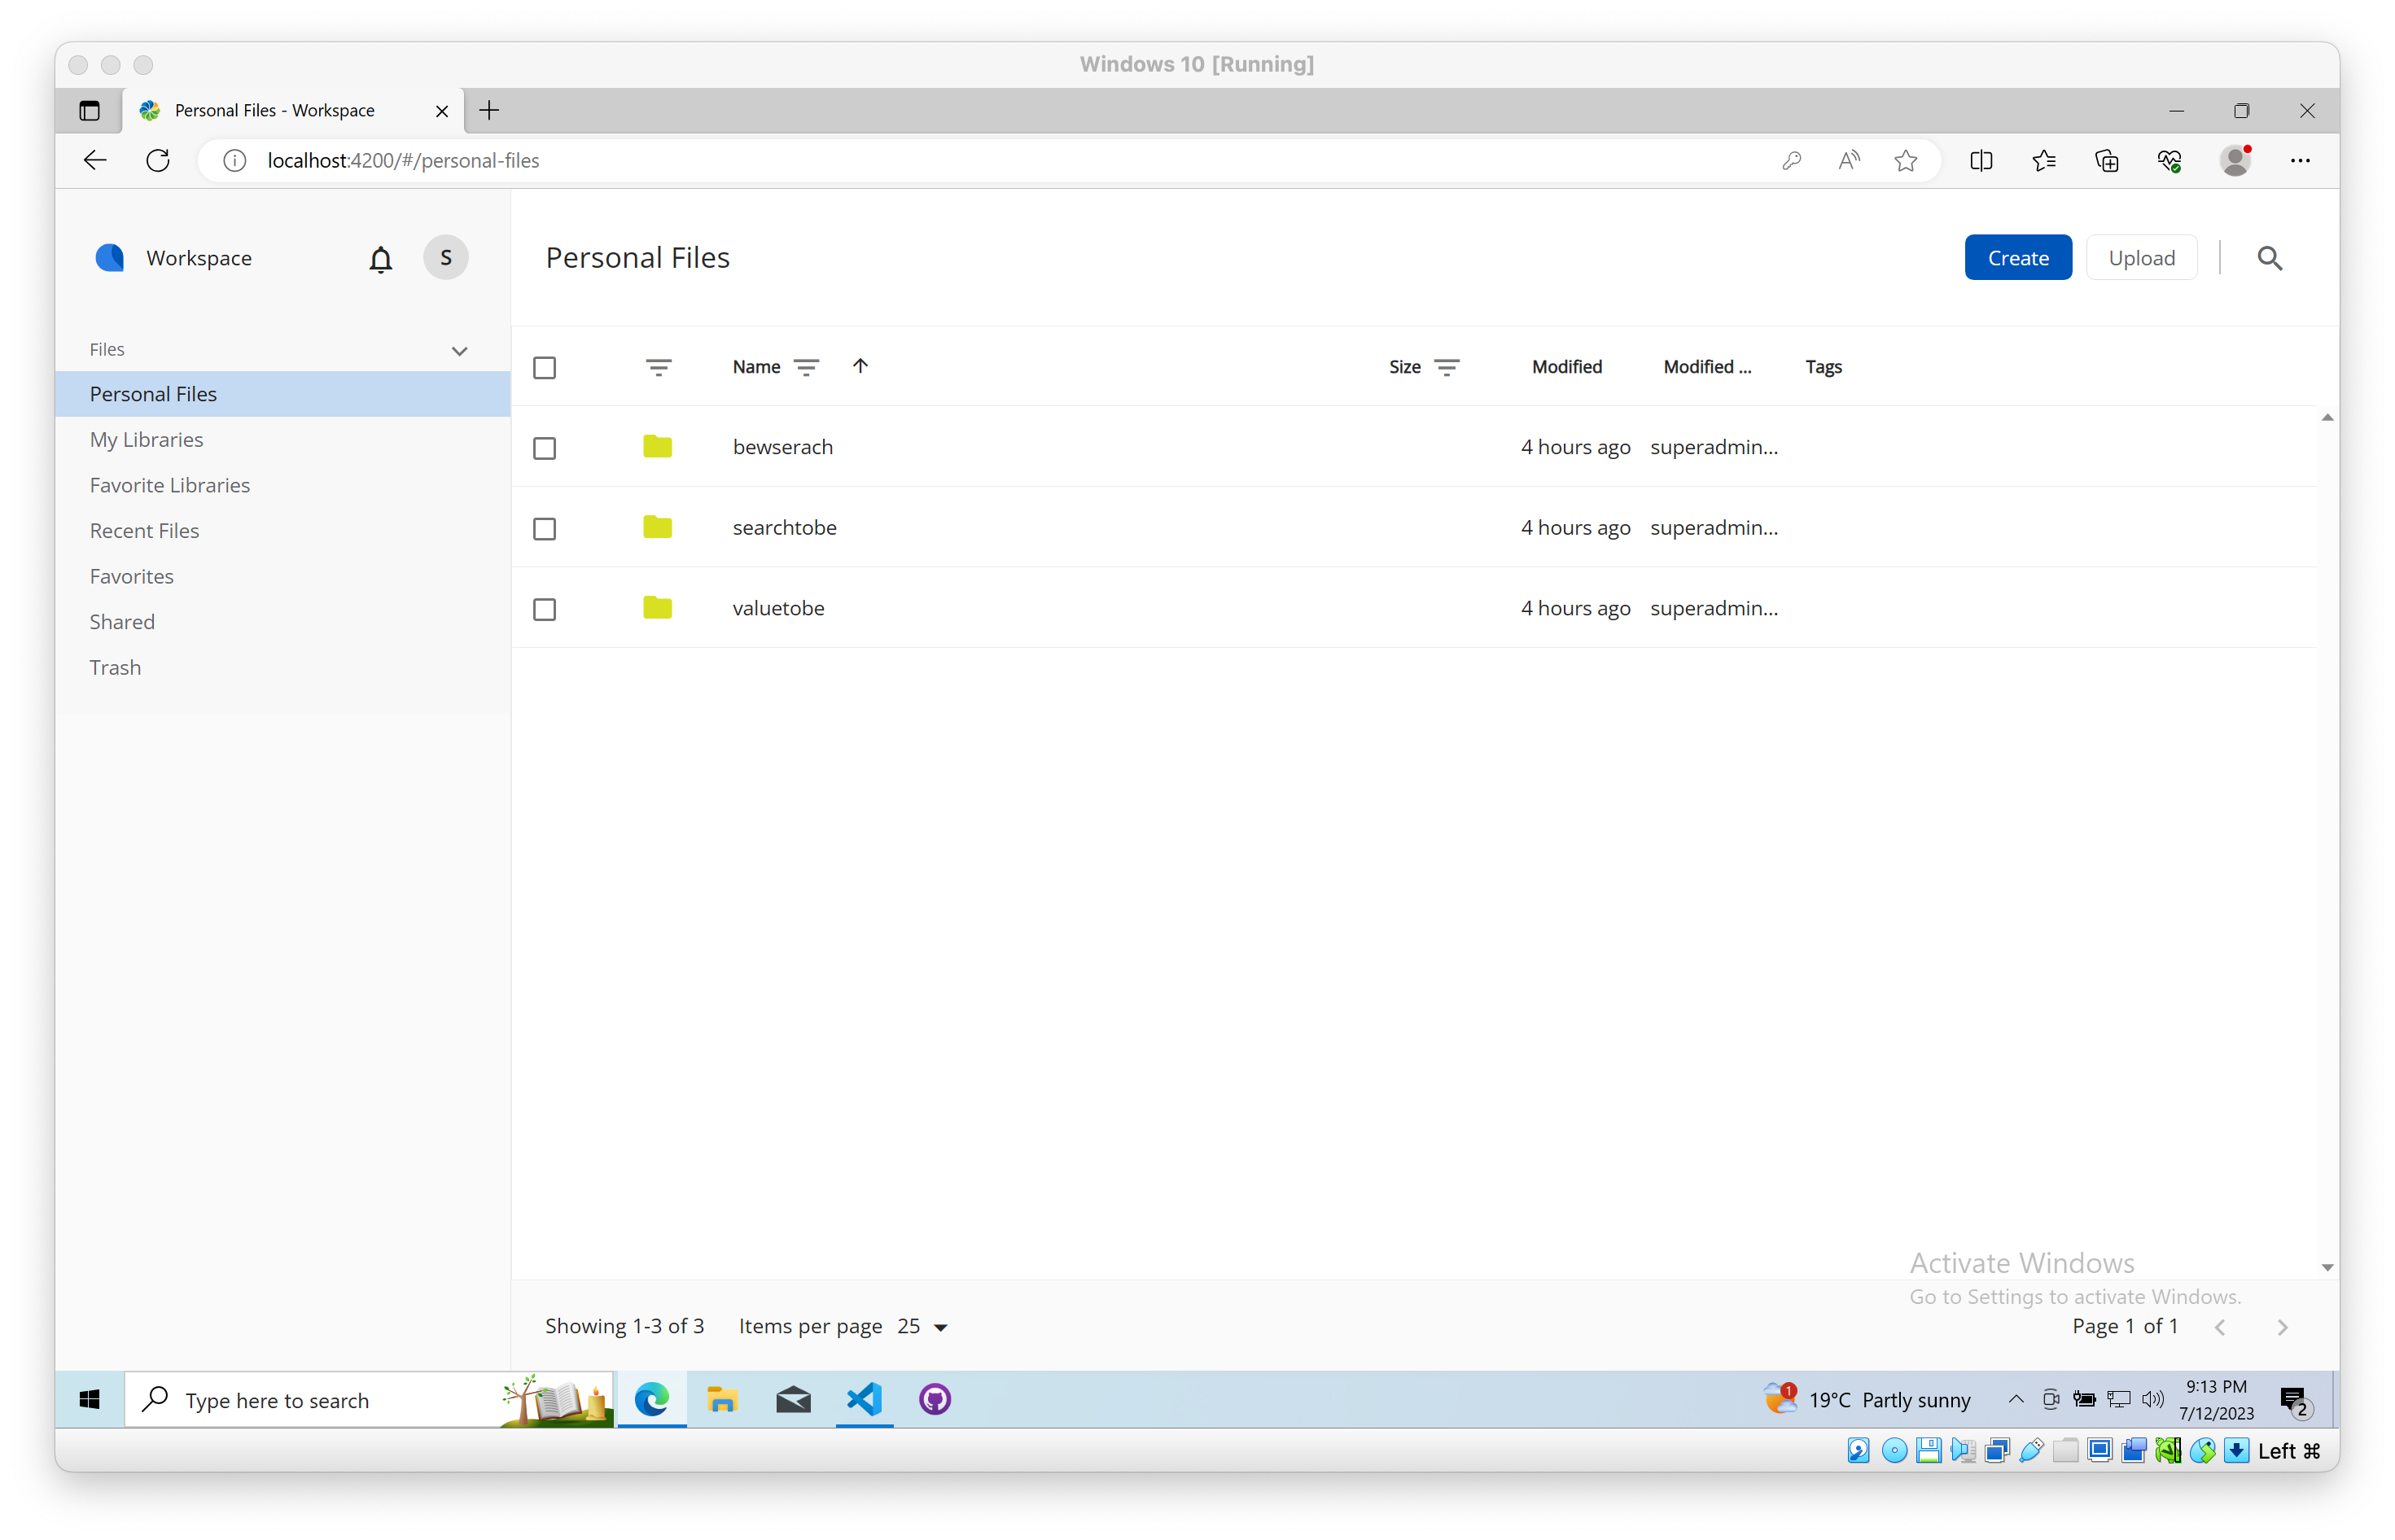 Windows 10 [Running]
Personal Files - Workspace
localhost:4200/#/personal-files
Workspace
S
Personal Files
Create
Upload
Files
Personal Files
My Libraries
Favorite Libraries
Recent Files
Favorites
Shared
Trash
Name Size Modified Modified ... Tags
bewserach 4 hours ago superadmin...
searchtobe 4 hours ago superadmin...
valuetobe 4 hours ago superadmin...
Activate Windows
Go to Settings to activate Windows.
Showing 1-3 of 3 Items per page 25 Page 1 of 1
Type here to search
1
19°C Partly sunny
9:13 PM
7/12/2023
2
Left ⌘